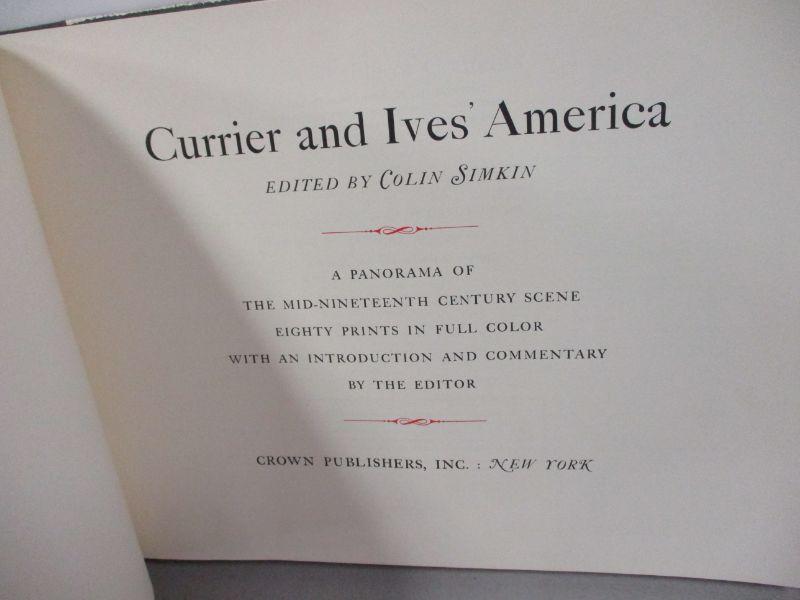 Currier and Ives' America
EDITED BY COLIN SIMKIN
A PANORAMA OF
THE MID-NINETEENTH CENTURY SCENE
EIGHTY PRINTS IN FULL COLOR
WITH AN INTRODUCTION AND COMMENTARY
BY THE EDITOR
CROWN PUBLISHERS, INC. : NEW YORK